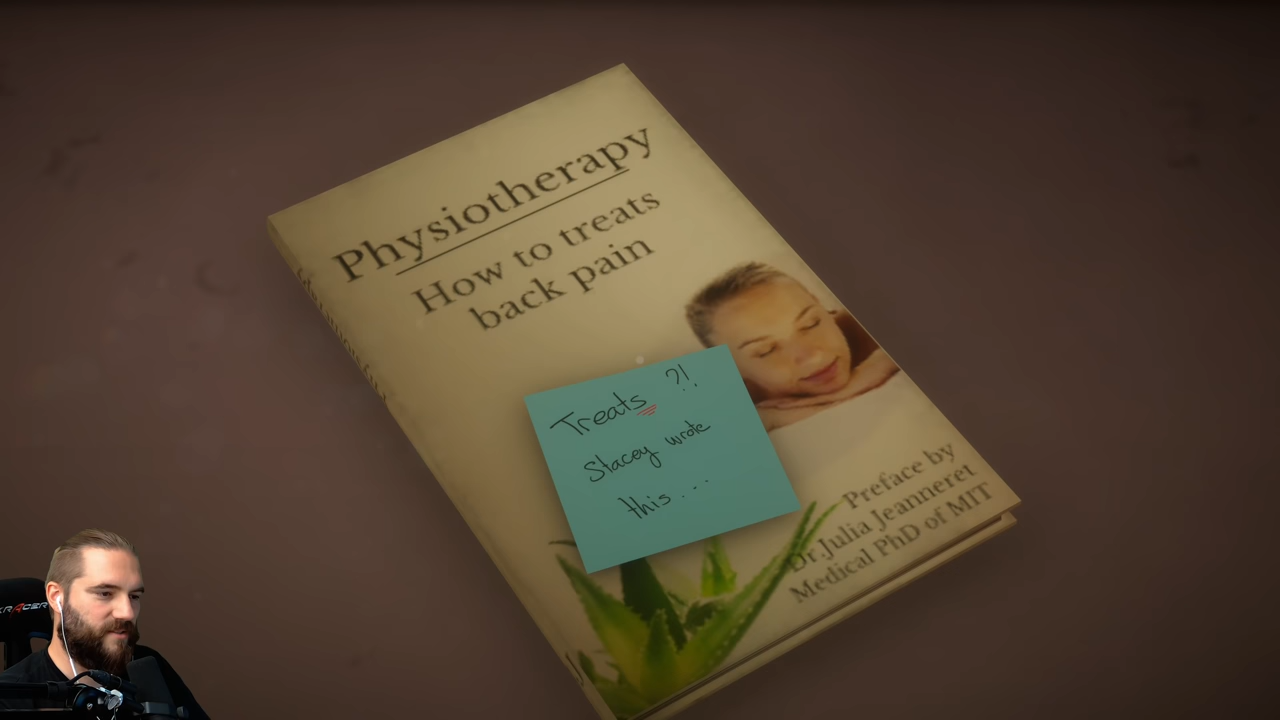 Physiotherapy
How to treats
back pain
Treats ?!
Stacey wrote
this...
Preface by
Dr.Julia Jeanneret
Medical PhD of MIT